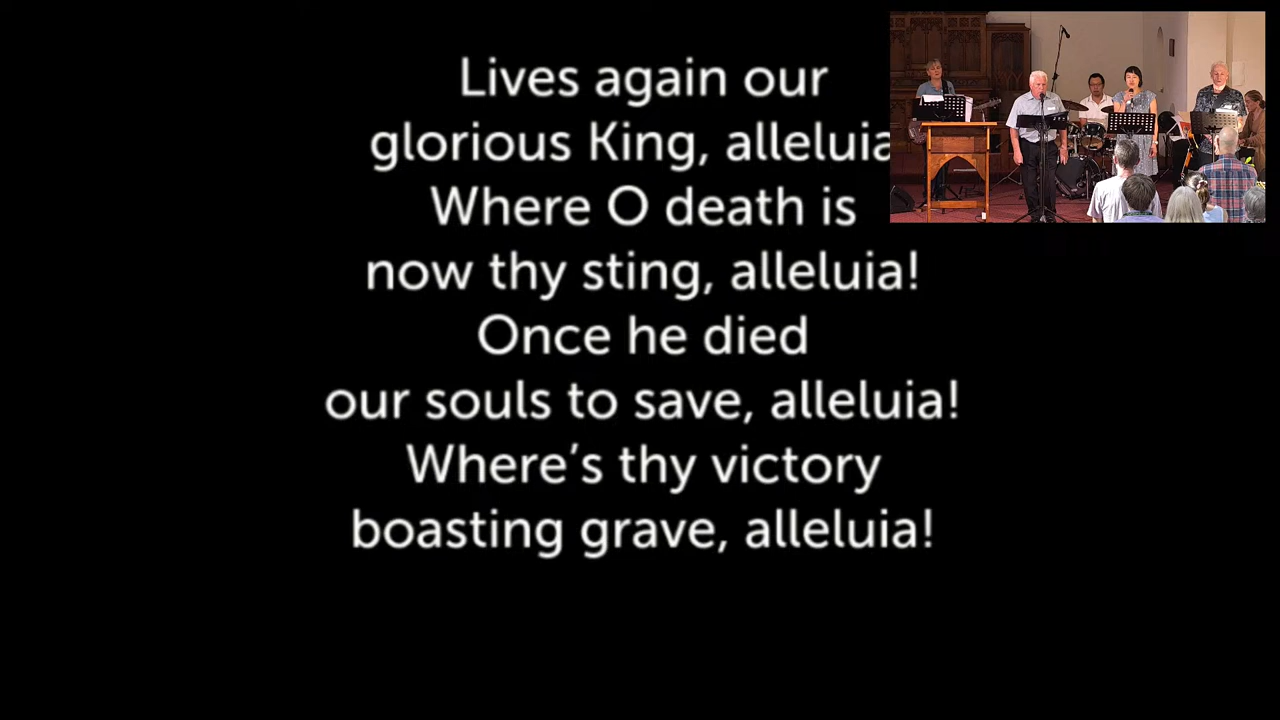 Lives again our
glorious King, alleluia
Where O death is
now thy sting, alleluia!
Once he died
our souls to save, alleluia!
Where’s thy victory
boasting grave, alleluia!